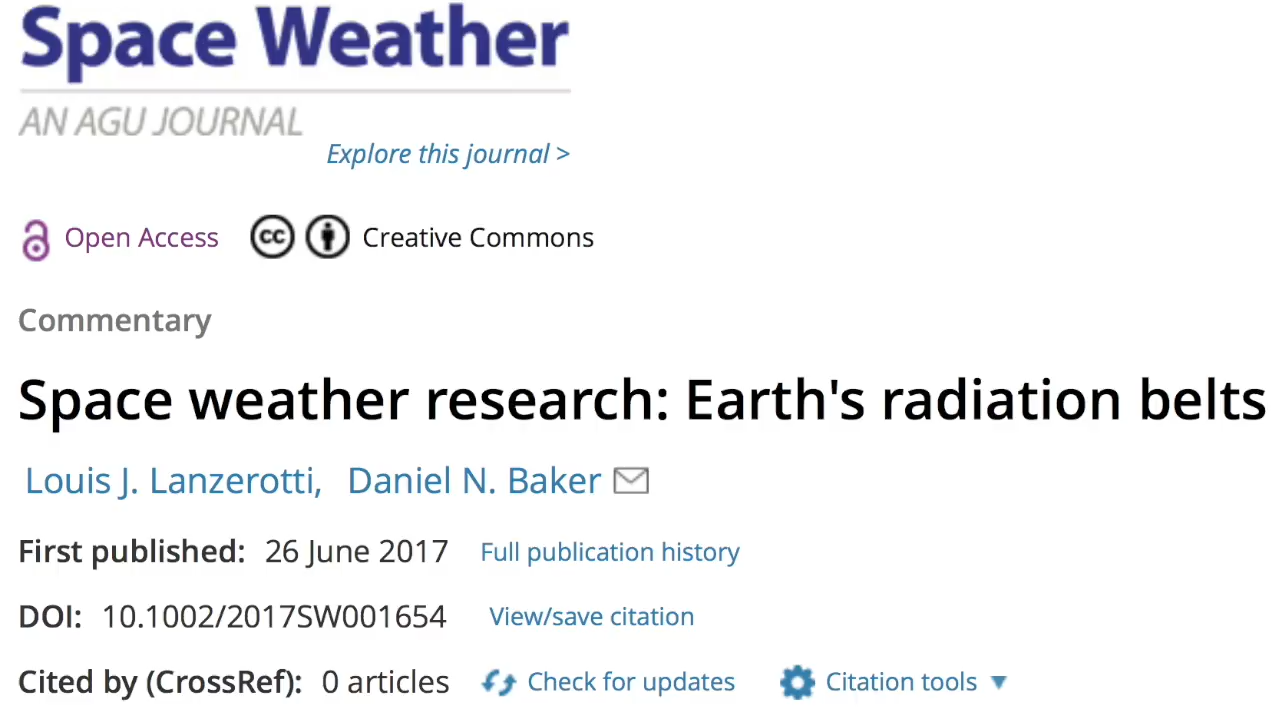 Space Weather
AN AGU JOURNAL
Explore this journal >
Open Access cc Creative Commons
Commentary
Space weather research: Earth's radiation belts
Louis J. Lanzerotti, Daniel N. Baker
First published: 26 June 2017 Full publication history
DOI: 10.1002/2017SW001654 View/save citation
Cited by (CrossRef): 0 articles Check for updates Citation tools ▼